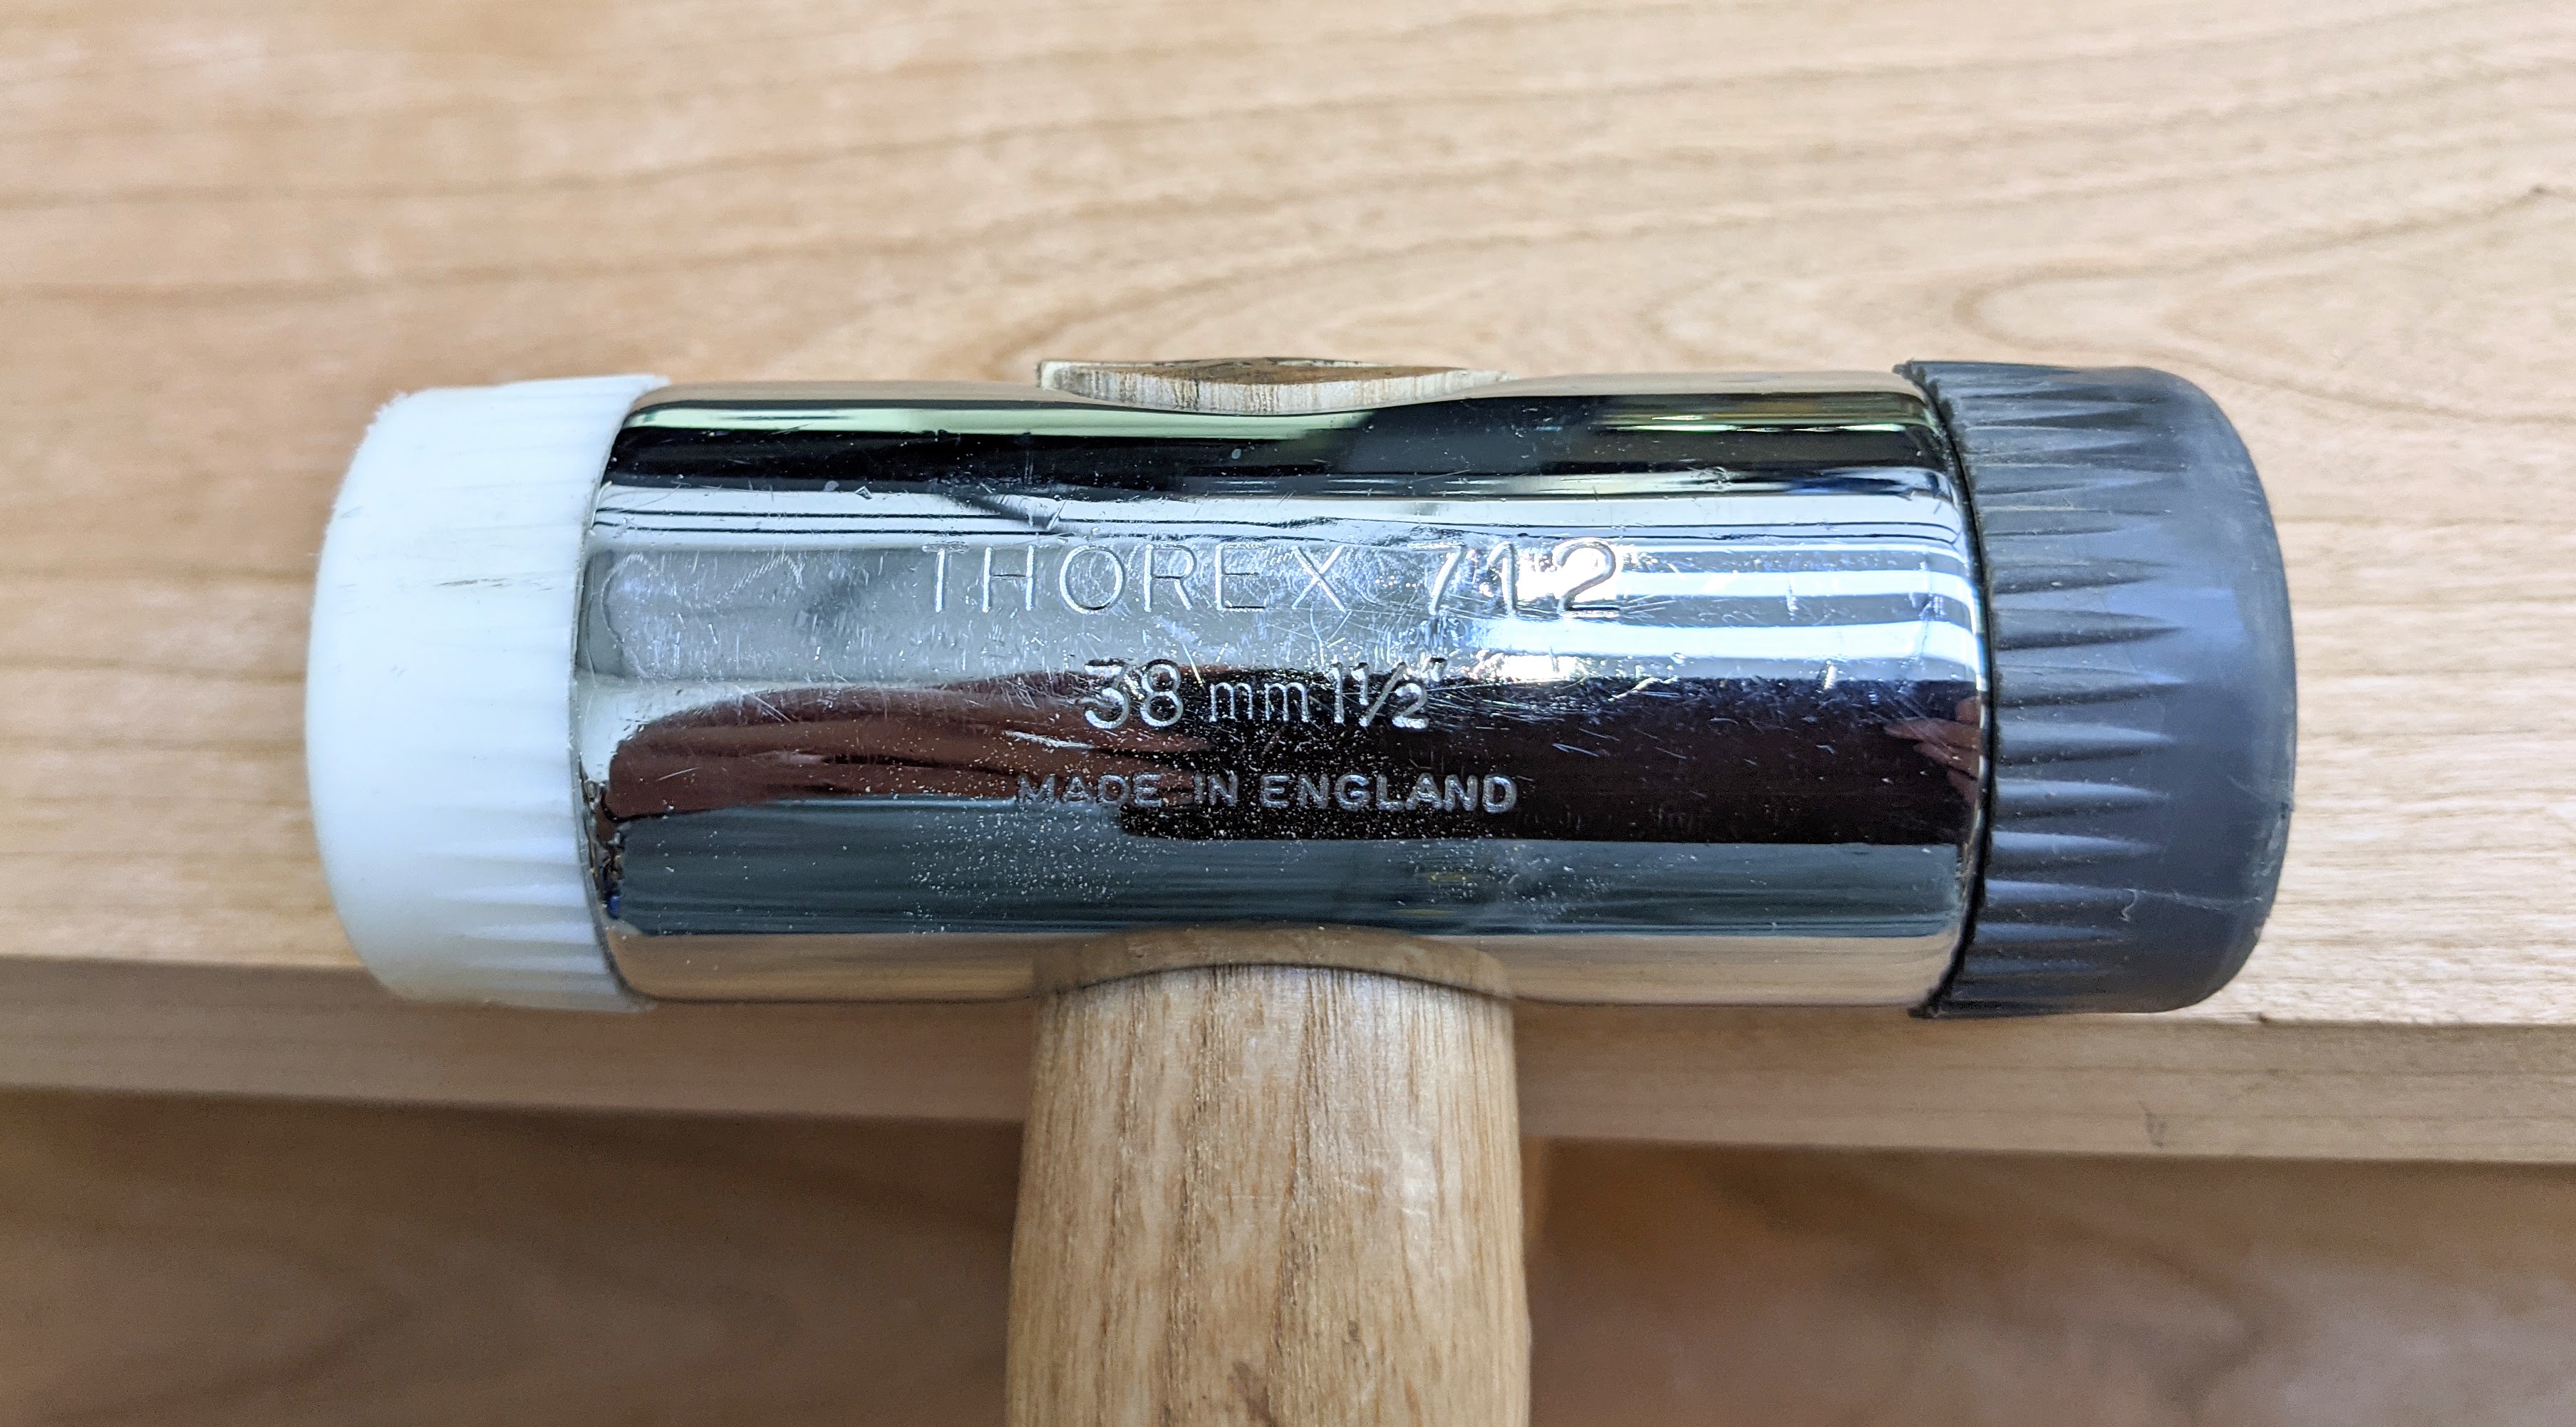 THOREX 712
38 mm 1½"
MADE IN ENGLAND